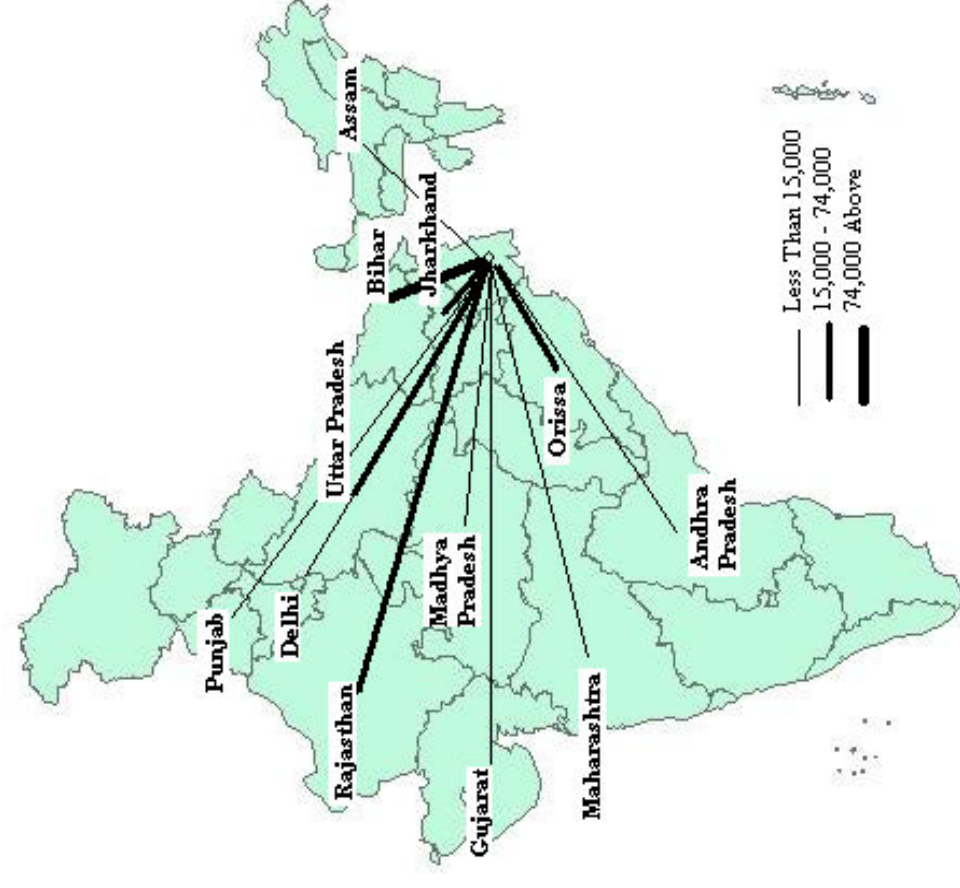 Assam
Bihar
Jharkhand
Uttar Pradesh
Punjab
Delhi
Rajasthan
Madhya
Pradesh
Gujarat
Maharashtra
Orissa
Andhra
Pradesh
Less Than 15,000
15,000 - 74,000
74,000 Above